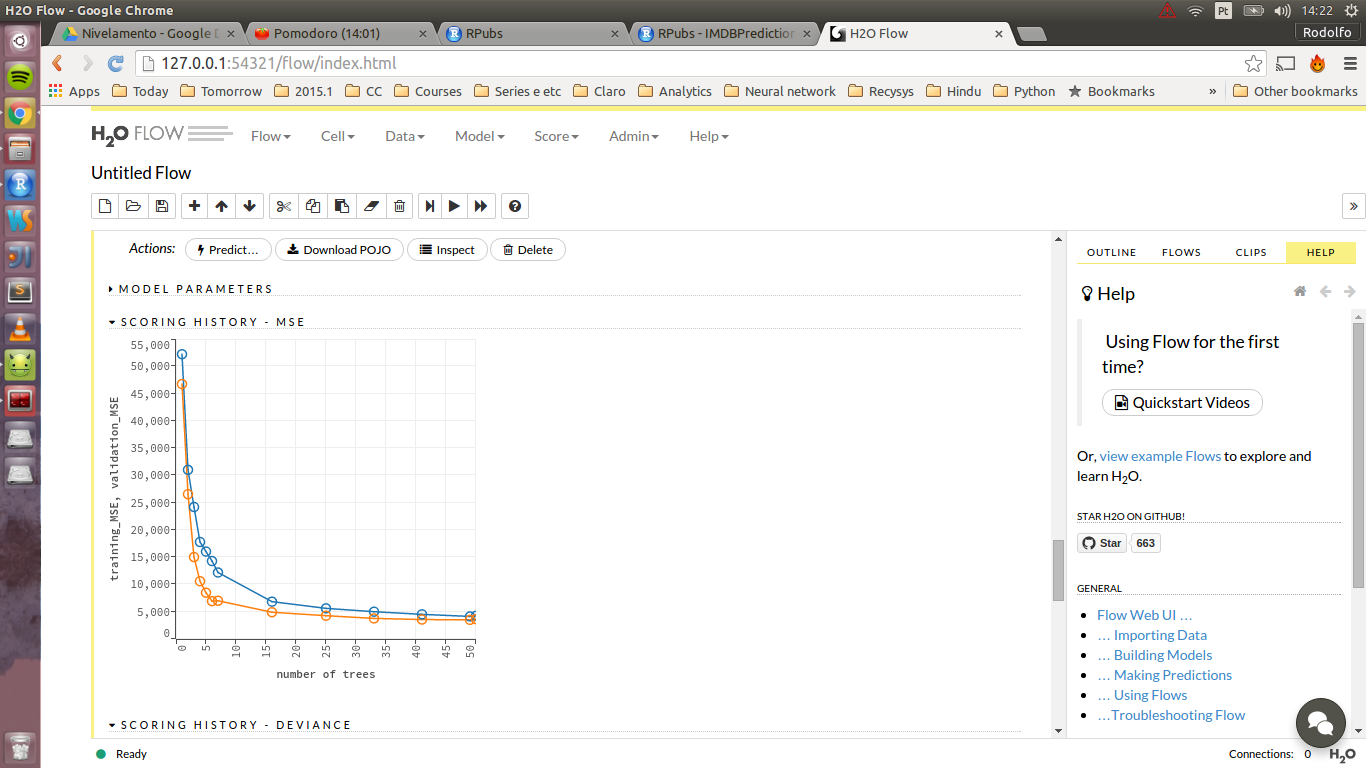 H2O Flow - Google Chrome
Pt
14:22
Nivelamento - Google D
Pomodoro (14:01)
RPubs
RPubs - IMDBPrediction
H2O Flow
Rodolfo
127.0.0.1:54321/flow/index.html
Apps
Today
Tomorrow
2015.1
CC
Courses
Series e etc
Claro
Analytics
Neural network
Recysys
Hindu
Python
Bookmarks
»
Other bookmarks
H2O FLOW
Flow
Cell
Data
Model
Score
Admin
Help
Untitled Flow
Actions:
Predict...
Download POJO
Inspect
Delete
MODEL PARAMETERS
SCORING HISTORY - MSE
training_MSE, validation_MSE
55,000
50,000
45,000
40,000
35,000
30,000
25,000
20,000
15,000
10,000
5,000
0
0 5 10 15 20 25 30 35 40 45 50
number of trees
SCORING HISTORY - DEVIANCE
OUTLINE
FLOWS
CLIPS
HELP
Help
Using Flow for the first
time?
Quickstart Videos
Or, view example Flows to explore and
learn H2O.
STAR H2O ON GITHUB!
Star
663
GENERAL
Flow Web UI ...
... Importing Data
... Building Models
... Making Predictions
... Using Flows
...Troubleshooting Flow
Ready
Connections: 0
H2O